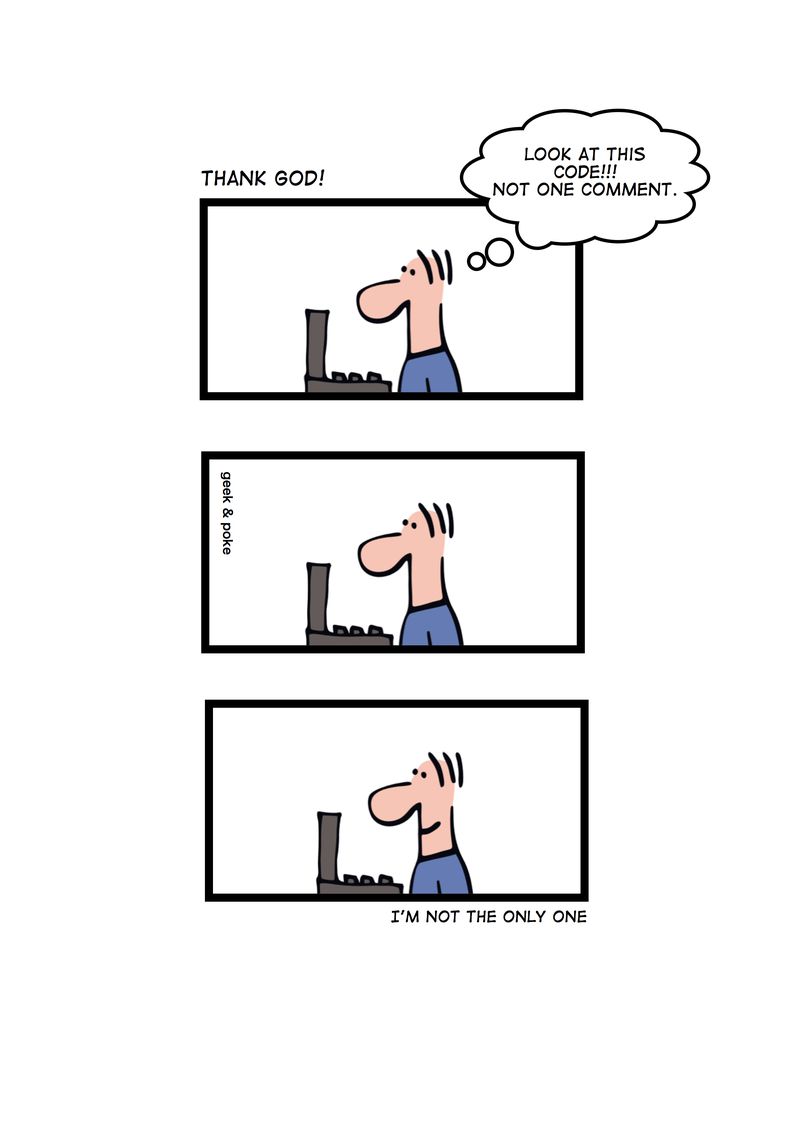 THANK GOD!
LOOK AT THIS
CODE!!!
NOT ONE COMMENT.
geek & poke
I'M NOT THE ONLY ONE